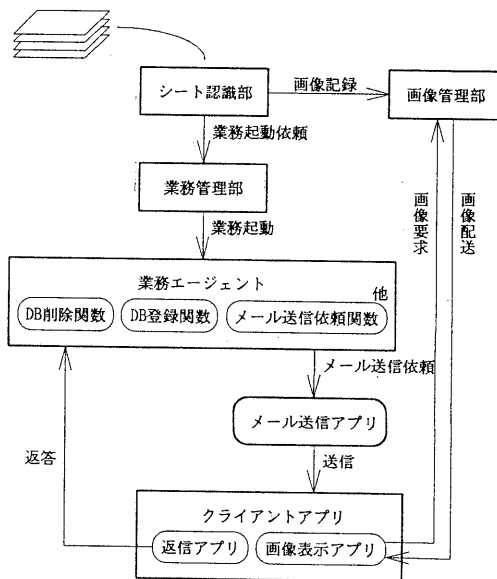 シート認識部
画像記録
画像管理部
業務起動依頼
業務管理部
業務起動
画像要求
画像配送
業務エージェント
他
DB削除関数
DB登録関数
メール送信依頼関数
メール送信依頼
メール送信アプリ
返答
送信
クライアントアプリ
返信アプリ
画像表示アプリ